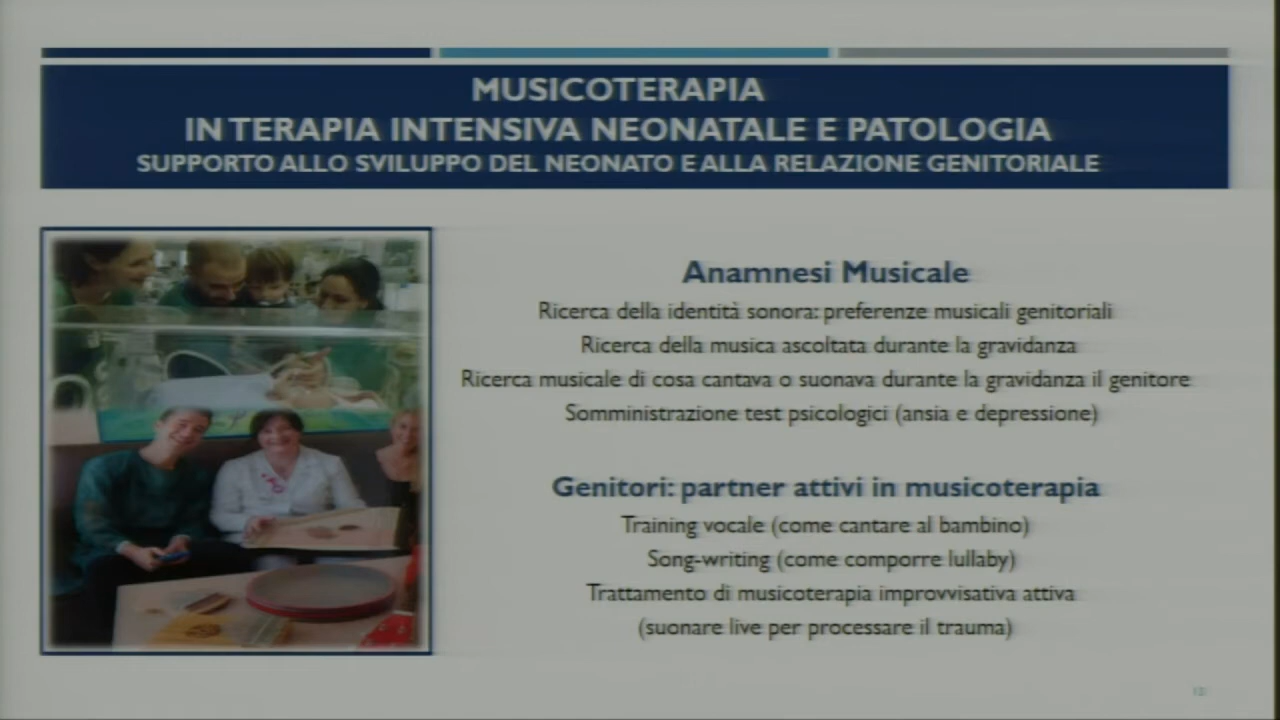 MUSICOTERAPIA
IN TERAPIA INTENSIVA NEONATALE E PATOLOGIA
SUPPORTO ALLO SVILUPPO DEL NEONATO E ALLA RELAZIONE GENITORIALE
Anamnesi Musicale
Ricerca della identità sonora: preferenze musicali genitoriali
Ricerca della musica ascoltata durante la gravidanza
Ricerca musicale di cosa cantava o suonava durante la gravidanza il genitore
Somministrazione test psicologici (ansia e depressione)
Genitori: partner attivi in musicoterapia
Training vocale (come cantare al bambino)
Song-writing (come comporre lullaby)
Trattamento di musicoterapia improvvisativa attiva
(suonare live per processare il trauma)